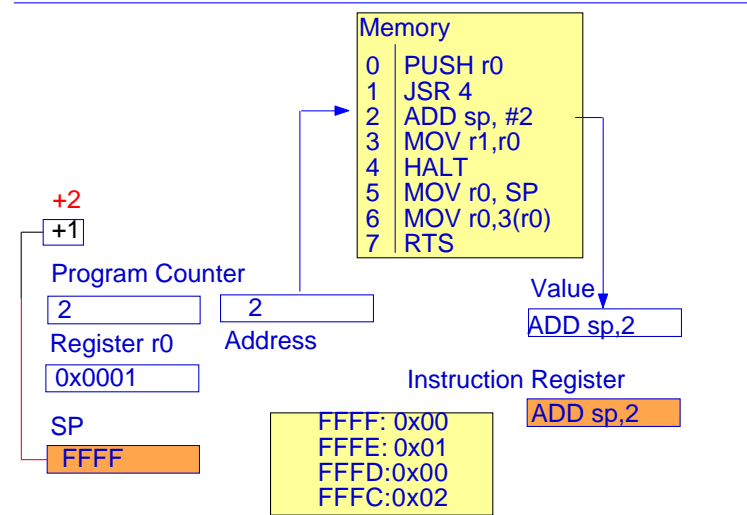 Memory
0 PUSH r0
1 JSR 4
2 ADD sp, #2
3 MOV r1,r0
4 HALT
5 MOV r0, SP
6 MOV r0,3(r0)
7 RTS
+2
+1
Program Counter
2
2
Address
Value
ADD sp,2
Register r0
0x0001
Instruction Register
ADD sp,2
SP
FFFF
FFFF: 0x00
FFFE: 0x01
FFFD:0x00
FFFC:0x02